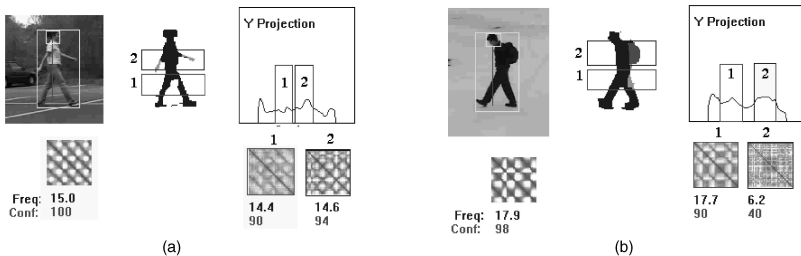 Y Projection
2
1
1
2
1
2
Freq: 15.0
Conf: 100
14.4
90
14.6
94
(a)
Y Projection
2
1
1
2
1
2
Freq: 17.9
Conf: 98
17.7
90
6.2
40
(b)